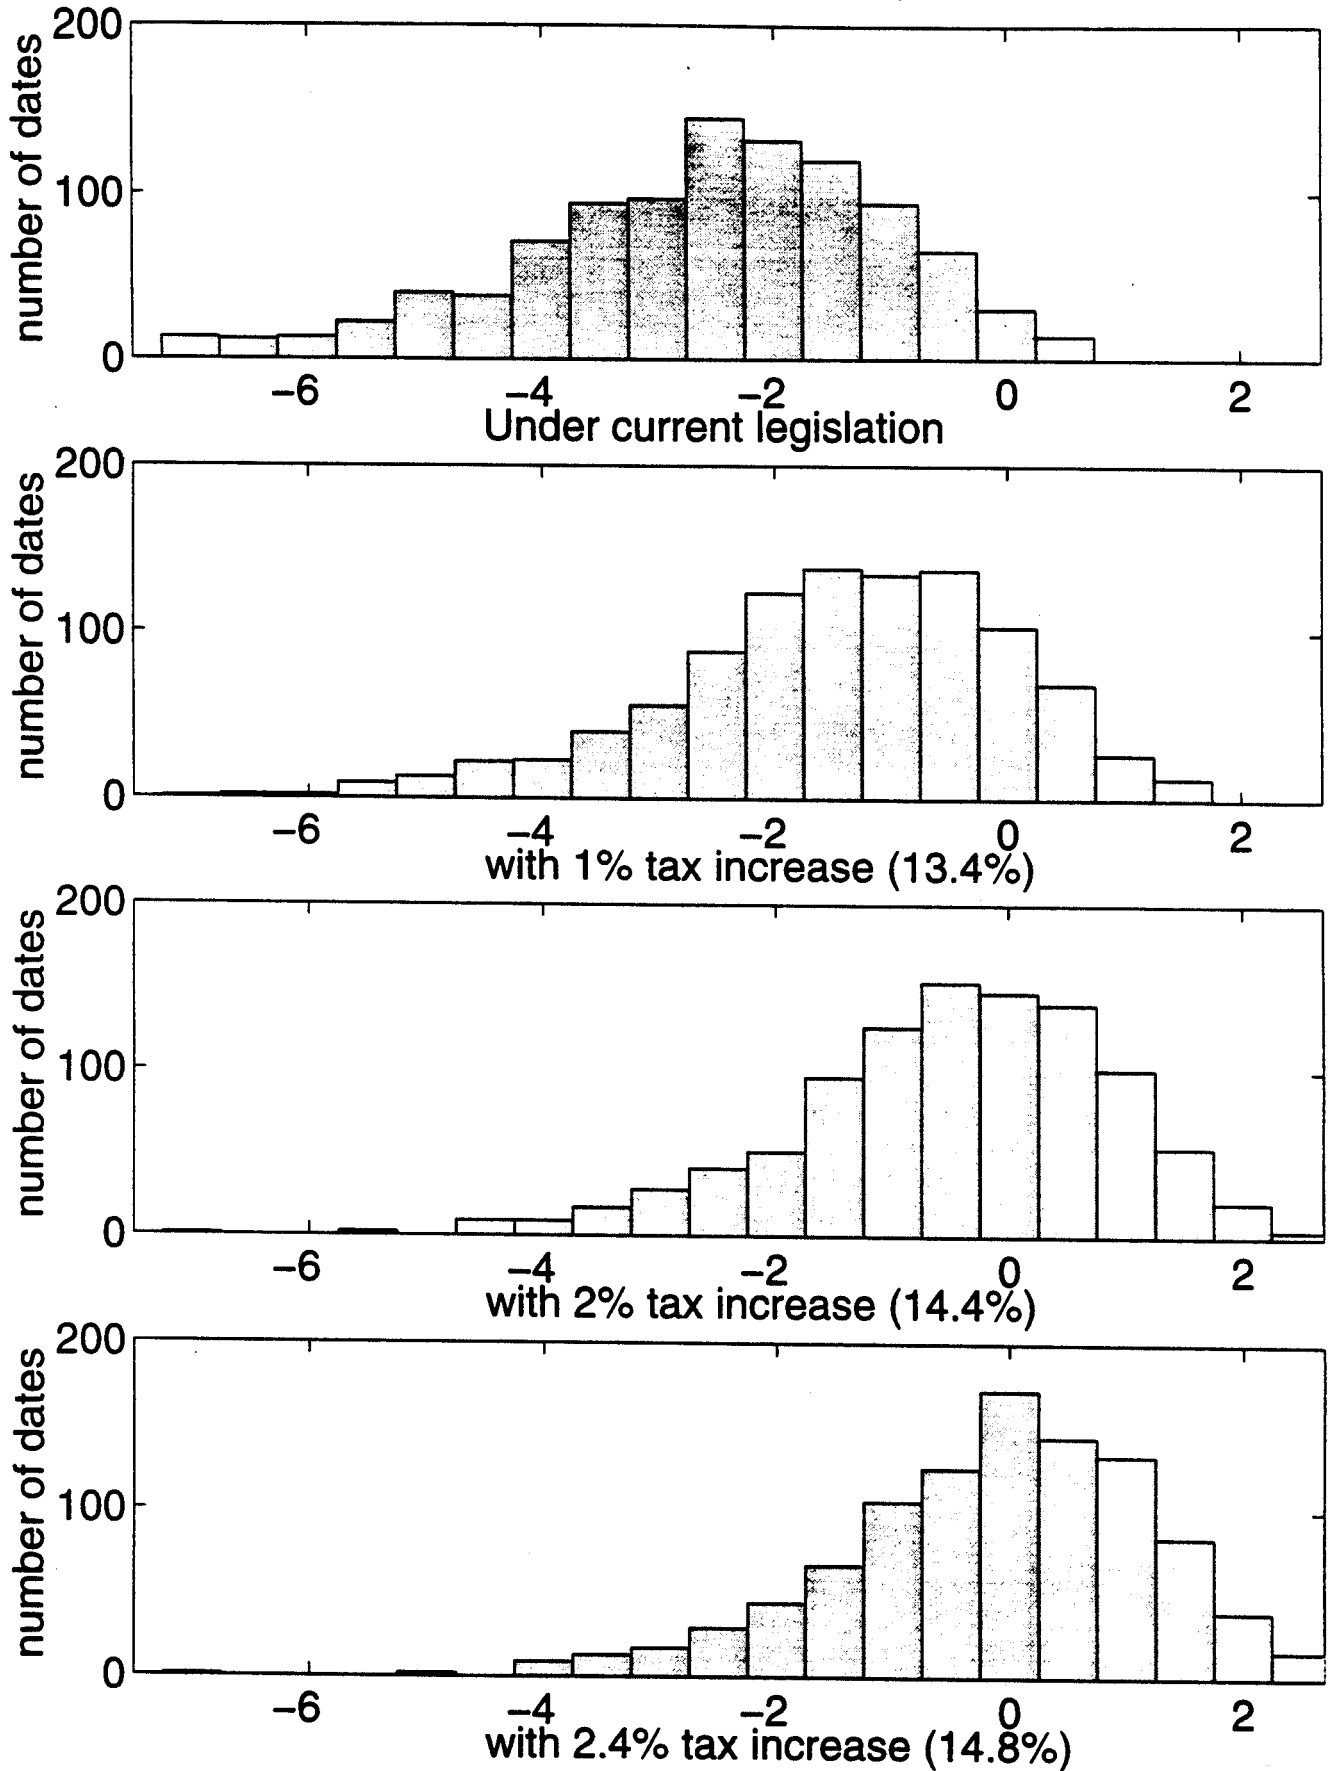 200
number of dates
100
0
−6 −4 −2 0 2
Under current legislation
200
number of dates
100
0
−6 −4 −2 0 2
with 1% tax increase (13.4%)
200
number of dates
100
0
−6 −4 −2 0 2
with 2% tax increase (14.4%)
200
number of dates
100
0
−6 −4 −2 0 2
with 2.4% tax increase (14.8%)